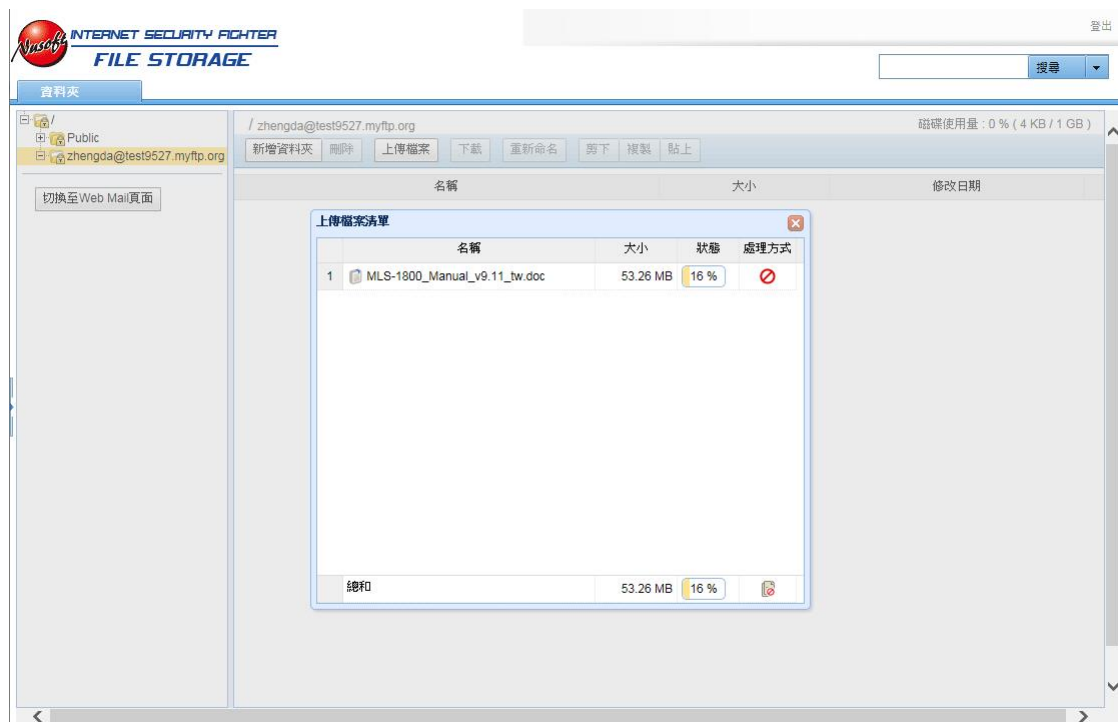 登出
Nusoft INTERNET SECURITY FIGHTER
FILE STORAGE
搜尋
資料夾
/
Public
zhengda@test9527.myftp.org
切換至Web Mail頁面
/ zhengda@test9527.myftp.org
磁碟使用量 : 0 % ( 4 KB / 1 GB )
新增資料夾 刪除 上傳檔案 下載 重新命名 剪下 複製 貼上
名稱 大小 修改日期
上傳檔案清單
名稱 大小 狀態 處理方式
1 MLS-1800_Manual_v9.11_tw.doc 53.26 MB 16 %
總和 53.26 MB 16 %